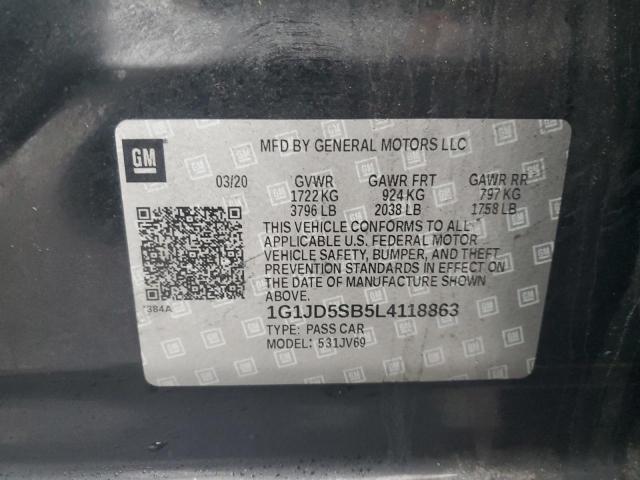 GM
MFD BY GENERAL MOTORS LLC
03/20 GVWR GAWR FRT GAWR RR
1722 KG 924 KG 797 KG
3796 LB 2038 LB 1758 LB
THIS VEHICLE CONFORMS TO ALL
APPLICABLE U.S. FEDERAL MOTOR
VEHICLE SAFETY, BUMPER, AND THEFT
PREVENTION STANDARDS IN EFFECT ON
THE DATE OF MANUFACTURE SHOWN
ABOVE.
384A
1G1JD5SB5L4118863
TYPE: PASS CAR
MODEL: 531JV69